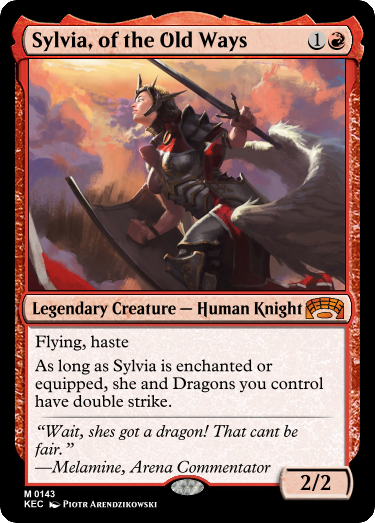 Sylvia, of the Old Ways 1
Legendary Creature — Human Knight
Flying, haste
As long as Sylvia is enchanted or
equipped, she and Dragons you control
have double strike.
“Wait, shes got a dragon! That cant be
fair.”
—Melamine, Arena Commentator
2/2
M 0143
KEC Piotr Arendzikowski